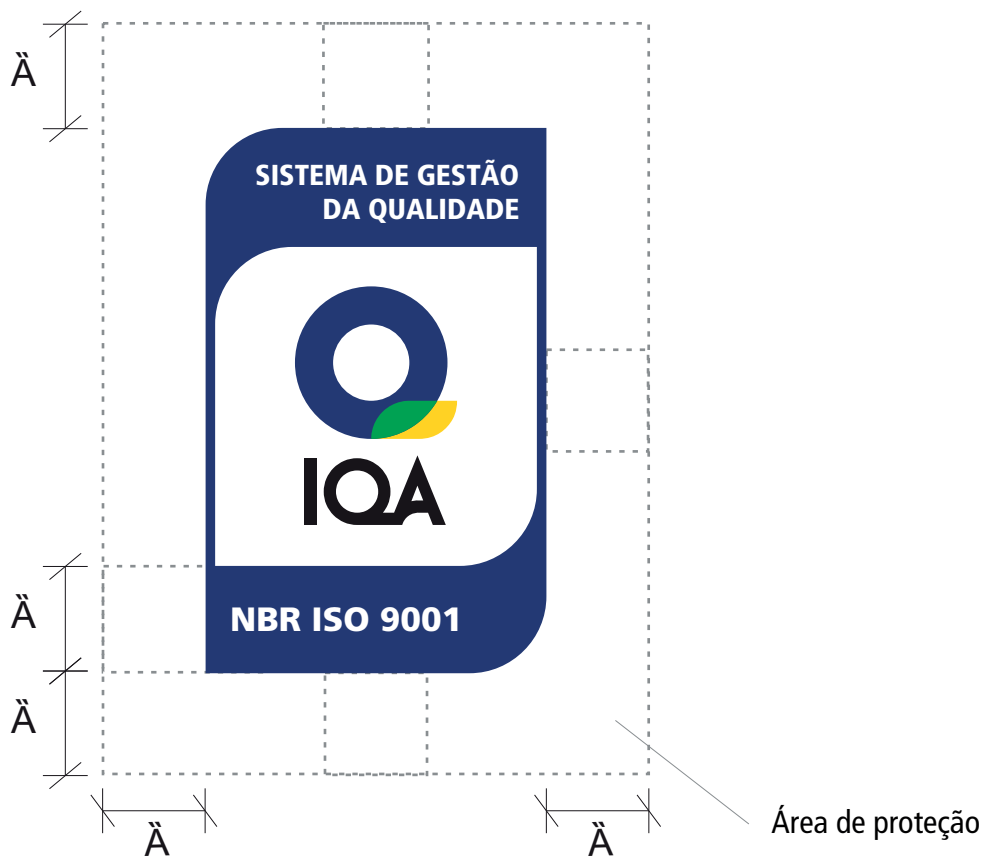 Ȁ
SISTEMA DE GESTÃO
DA QUALIDADE
IQA
Ȁ
NBR ISO 9001
Ȁ
Ȁ
Ȁ
Área de proteção